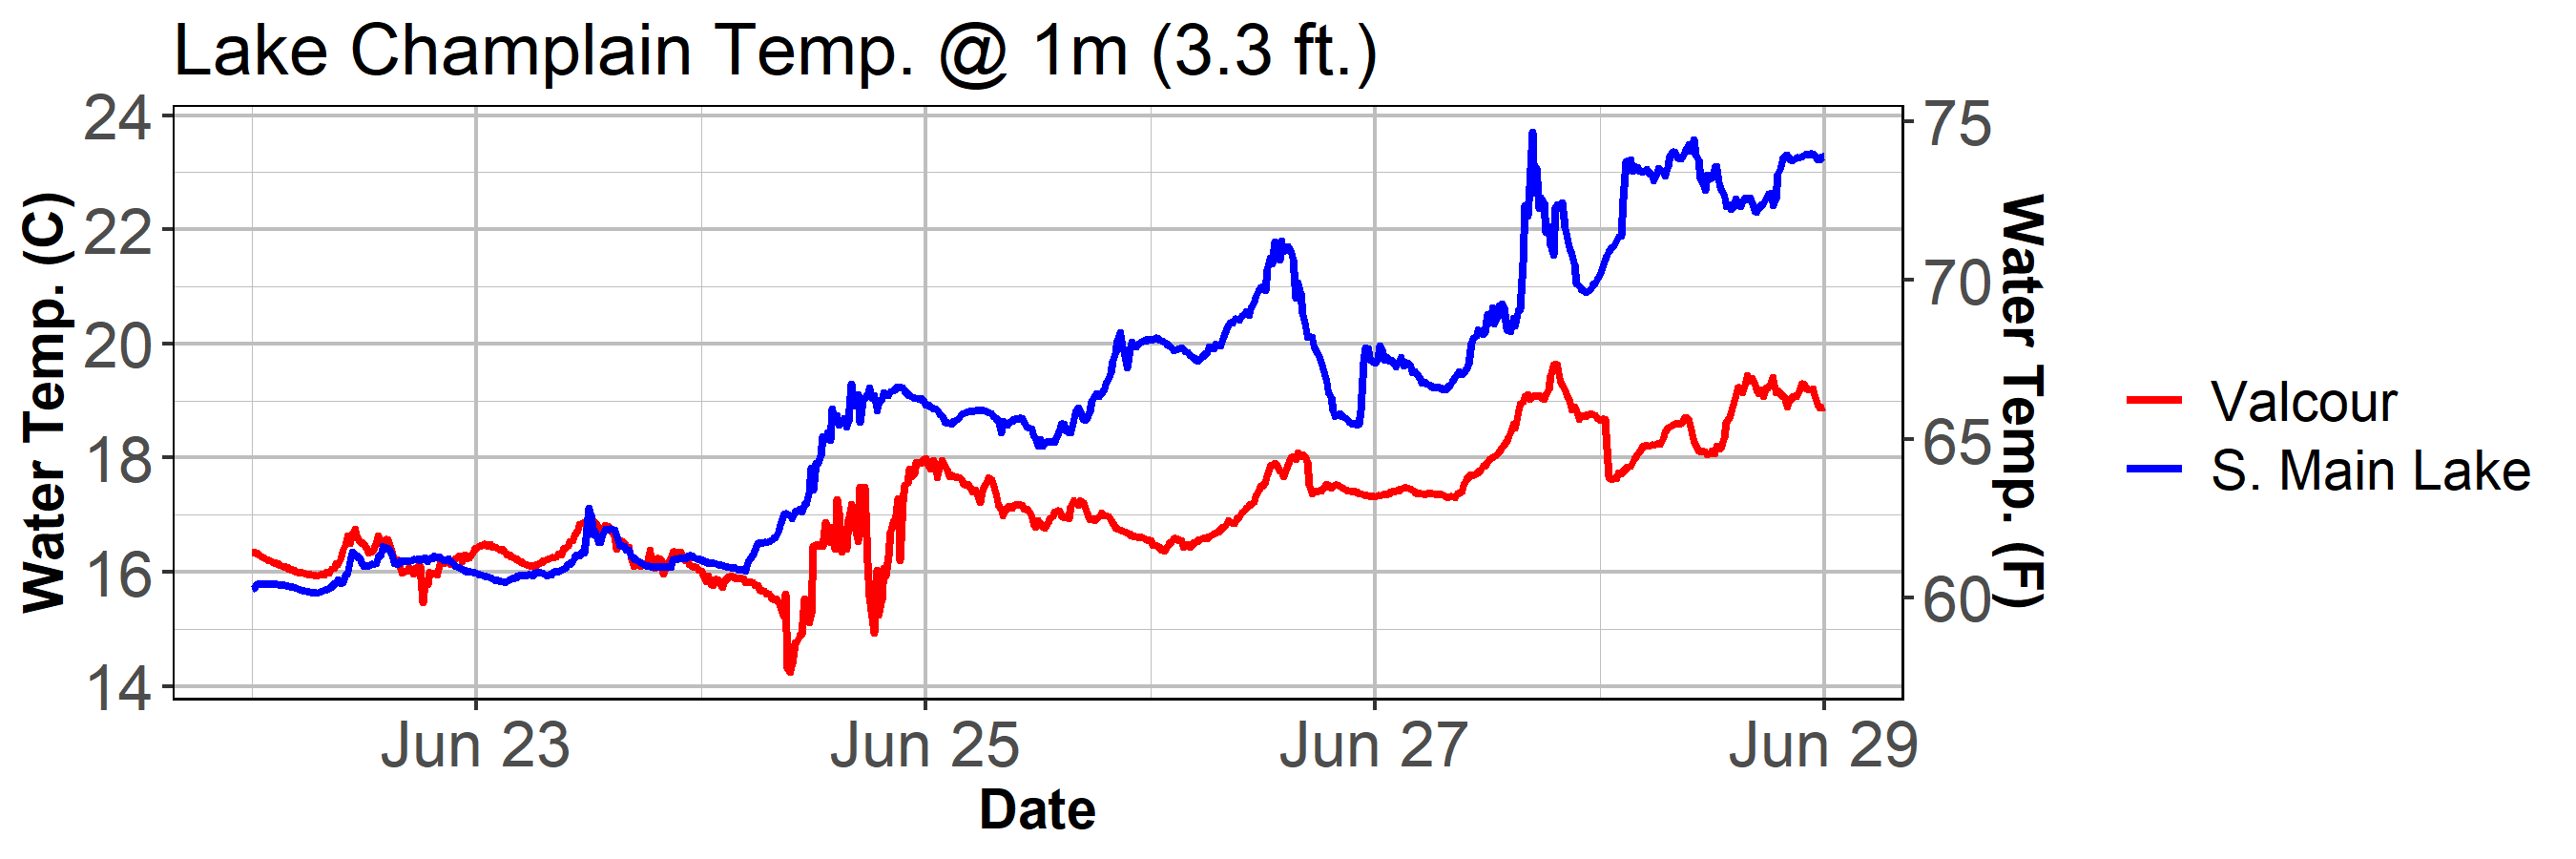 Lake Champlain Temp. @ 1m (3.3 ft.)
Water Temp. (C)
24
22
20
18
16
14
75
70
65
60
Water Temp. (F)
Jun 23
Jun 25
Jun 27
Jun 29
Date
Valcour
S. Main Lake